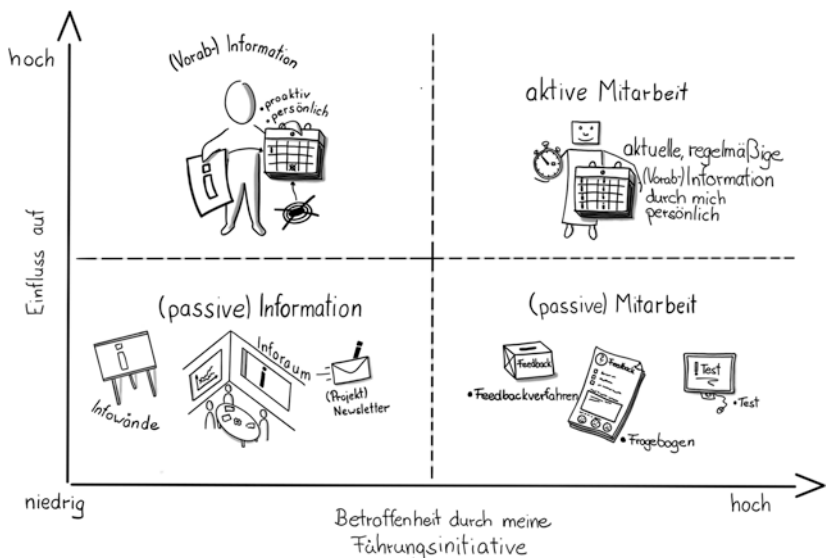 hoch
Einfluss auf
niedrig
(Vorab-) Information
• proaktiv
• persönlich
i
aktive Mitarbeit
aktuelle, regelmäßige
(Vorab-) Information
durch mich
persönlich
(passive) Information
i
Infowände
Inforaum
i
(Projekt)
Newsletter
(passive) Mitarbeit
Feedback
• Feedbackverfahren
Feedback
• Fragebogen
! Test
• Test
hoch
Betroffenheit durch meine
Führungsinitiative